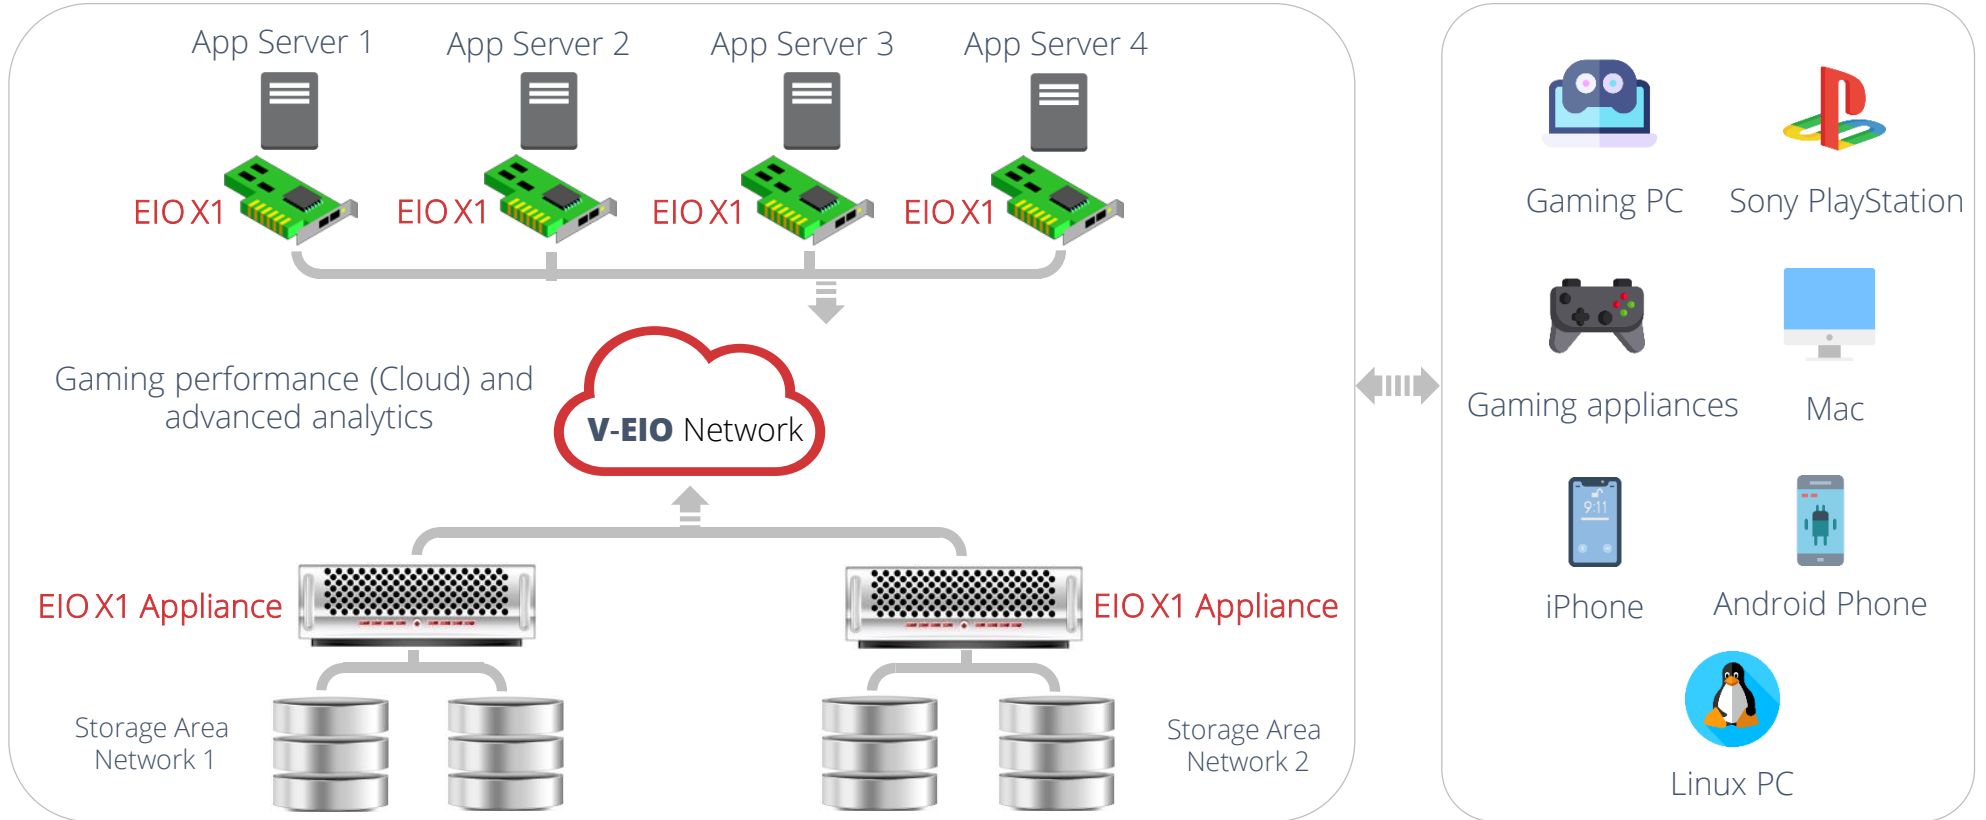 App Server 1
App Server 2
App Server 3
App Server 4
EIO X1
EIO X1
EIO X1
EIO X1
Gaming performance (Cloud) and
advanced analytics
V-EIO Network
EIO X1 Appliance
EIO X1 Appliance
Storage Area
Network 1
Storage Area
Network 2
Gaming PC
Sony PlayStation
Gaming appliances
Mac
9:11
iPhone
Android Phone
Linux PC